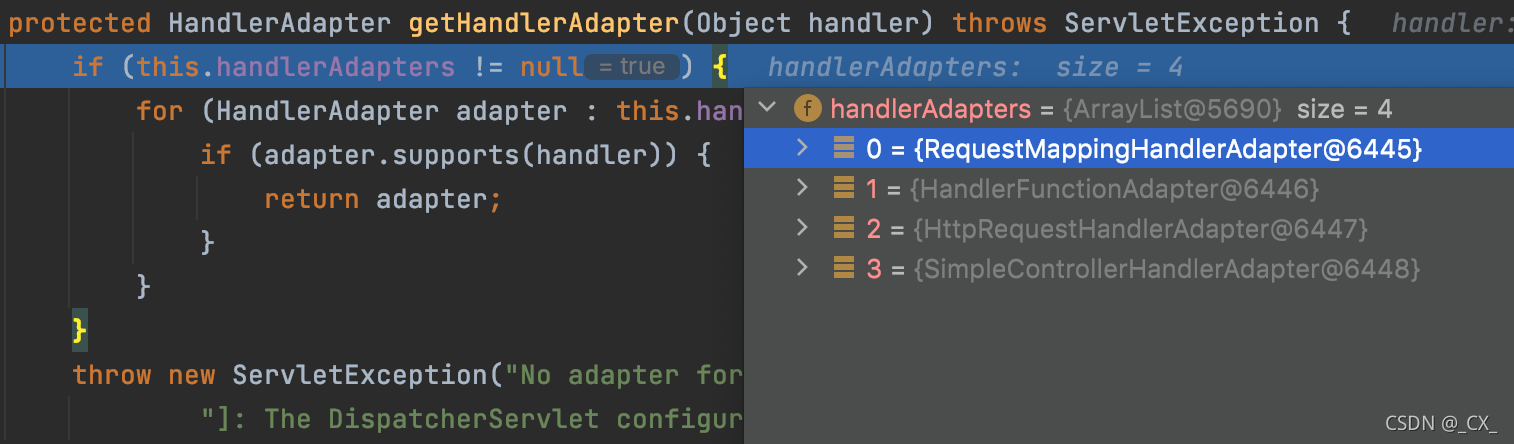 protected HandlerAdapter getHandlerAdapter(Object handler) throws ServletException { handler:
if (this.handlerAdapters != null = true ) { handlerAdapters: size = 4
for (HandlerAdapter adapter : this.han
handlerAdapters = {ArrayList@5690} size = 4
if (adapter.supports(handler)) {
0 = {RequestMappingHandlerAdapter@6445}
return adapter;
1 = {HandlerFunctionAdapter@6446}
}
2 = {HttpRequestHandlerAdapter@6447}
}
3 = {SimpleControllerHandlerAdapter@6448}
}
throw new ServletException("No adapter for
"]: The DispatcherServlet configur
CSDN @_CX_